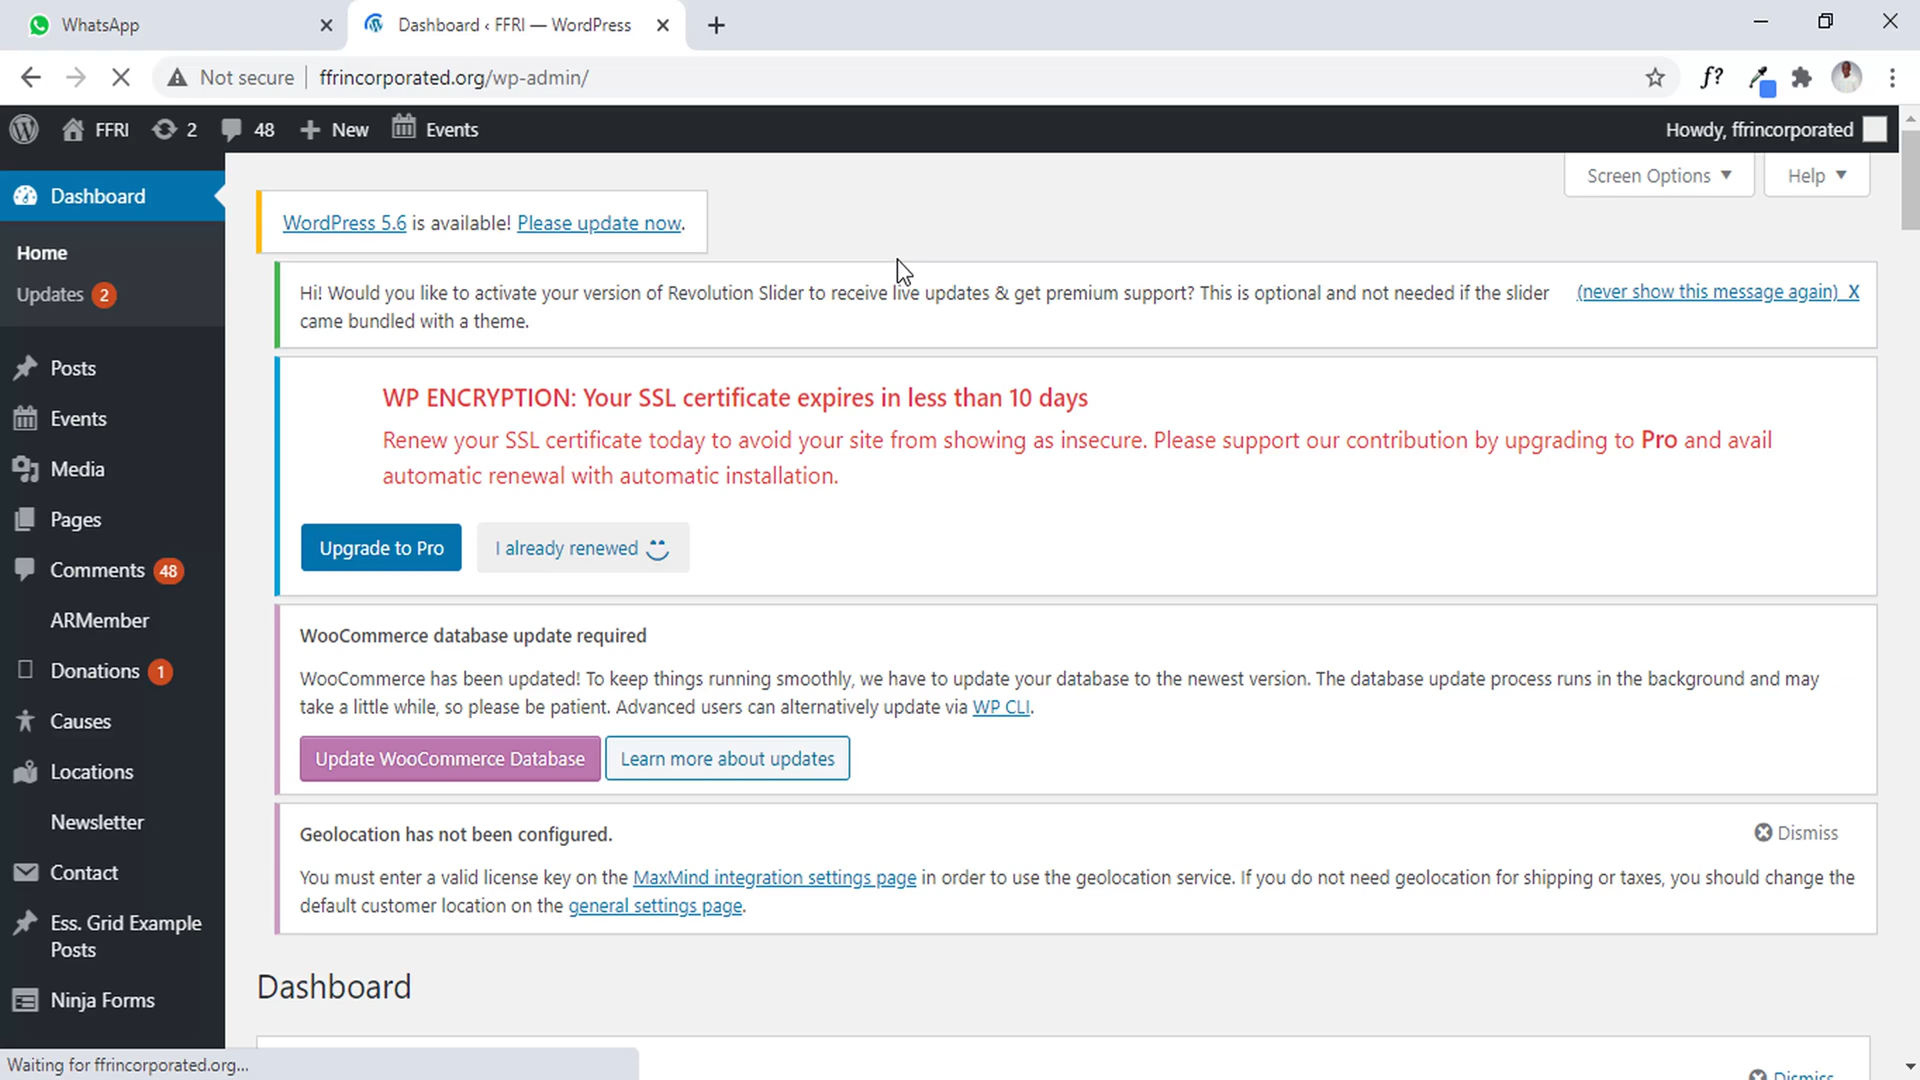 WhatsApp
Dashboard ‹ FFRI — WordPress
Not secure
ffrincorporated.org/wp-admin/
f?
FFRI
2
48
New
Events
Howdy, ffrincorporated
Screen Options
Help
Dashboard
Home
Updates 2
Posts
Events
Media
Pages
Comments 48
ARMember
Donations 1
Causes
Locations
Newsletter
Contact
Ess. Grid Example
Posts
Ninja Forms
WordPress 5.6 is available! Please update now.
Hi! Would you like to activate your version of Revolution Slider to receive live updates & get premium support? This is optional and not needed if the slider
came bundled with a theme.
(never show this message again) X
WP ENCRYPTION: Your SSL certificate expires in less than 10 days
Renew your SSL certificate today to avoid your site from showing as insecure. Please support our contribution by upgrading to Pro and avail
automatic renewal with automatic installation.
Upgrade to Pro
I already renewed
WooCommerce database update required
WooCommerce has been updated! To keep things running smoothly, we have to update your database to the newest version. The database update process runs in the background and may
take a little while, so please be patient. Advanced users can alternatively update via WP CLI.
Update WooCommerce Database
Learn more about updates
Geolocation has not been configured.
Dismiss
You must enter a valid license key on the MaxMind integration settings page in order to use the geolocation service. If you do not need geolocation for shipping or taxes, you should change the
default customer location on the general settings page.
Dashboard
Dismiss
Waiting for ffrincorporated.org...